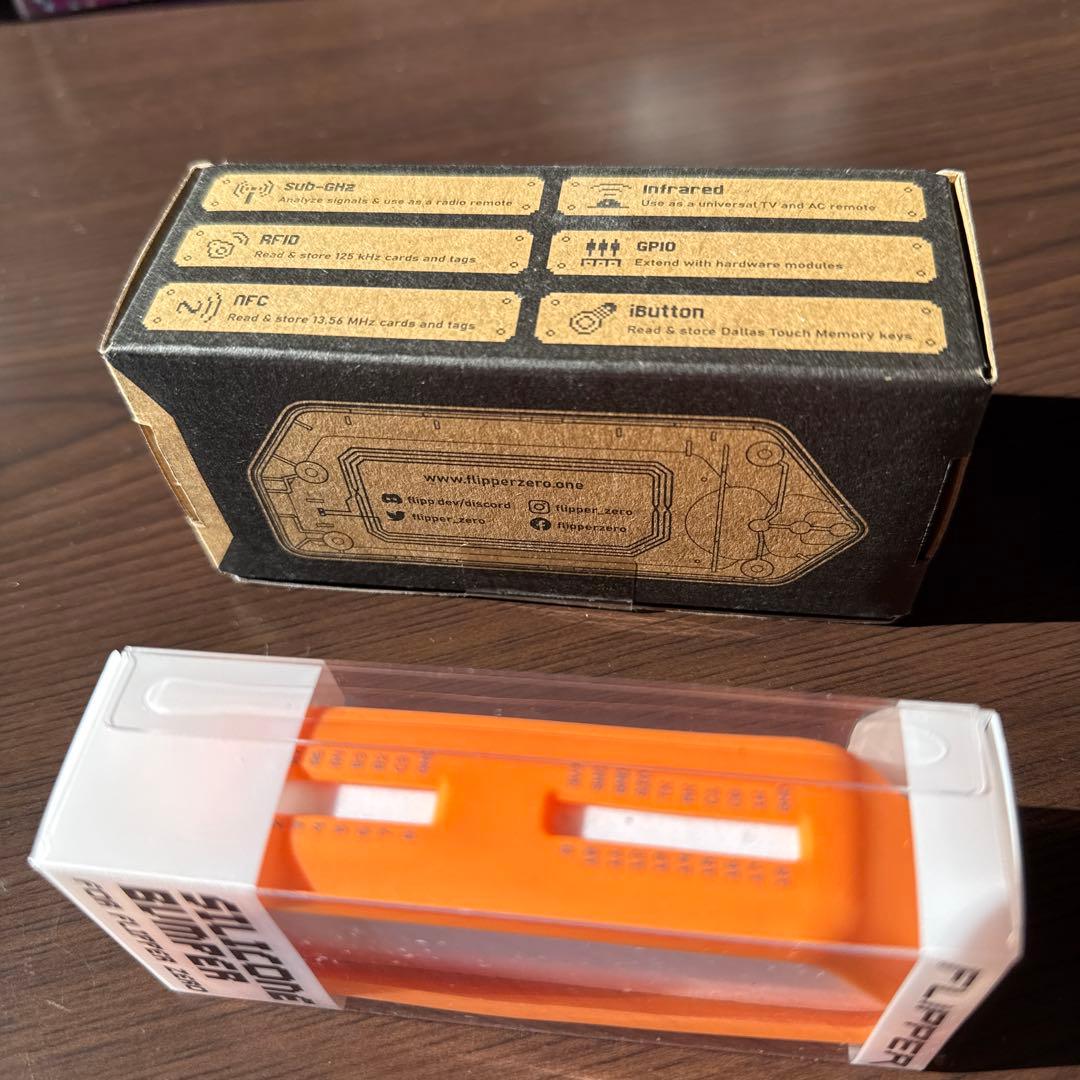 Sub-GHz
Analyze signals & use as a radio remote
Infrared
Use as a universal TV and AC remote
RFID
Read & store 125 kHz cards and tags
GPIO
Extend with hardware modules
NFC
Read & store 13,56 MHz cards and tags
iButton
Read & store Dallas Touch Memory keys
www.flipperzero.one
flipp.dev/discord
flipper_zero
flipper_zero
flipperzero
SILICONE
BUMPER
FOR FLIPPER ZERO
FLIPPER